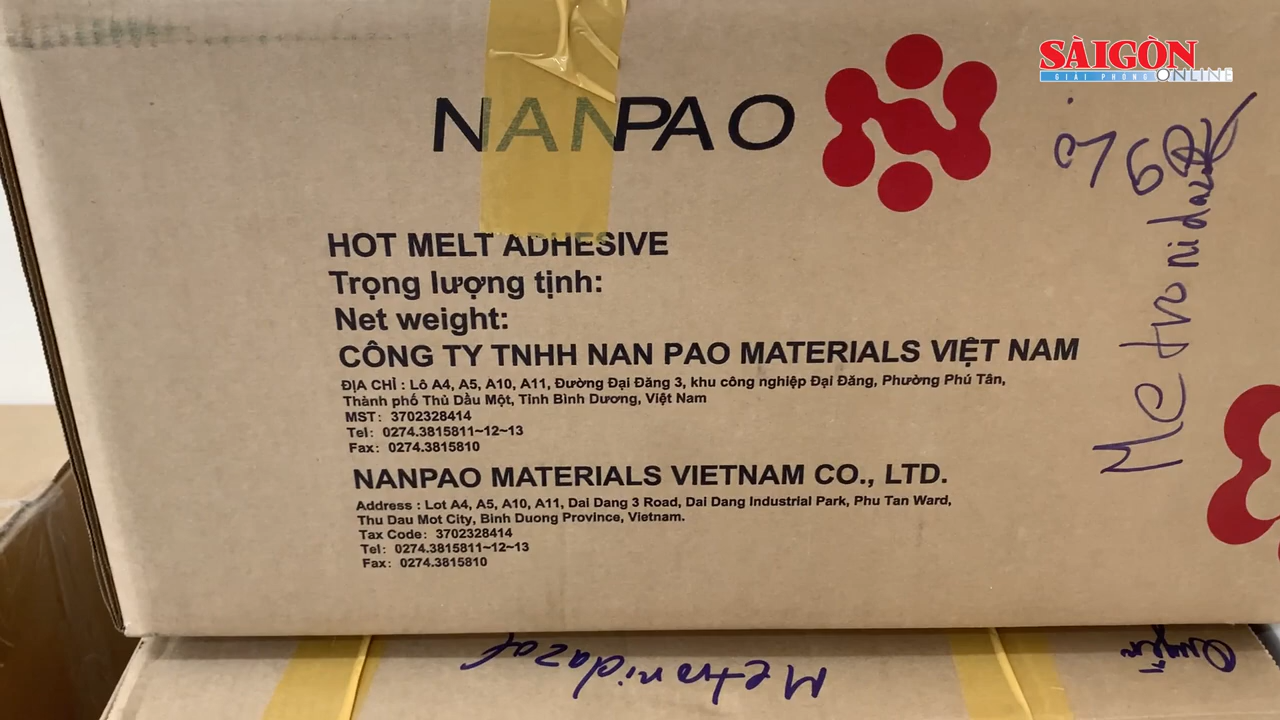 SÀIGÒN
GIẢI PHÓNG ONLINE
NANPAO
HOT MELT ADHESIVE
Trọng lượng tịnh:
Net weight:
CÔNG TY TNHH NAN PAO MATERIALS VIỆT NAM
ĐỊA CHỈ : Lô A4, A5, A10, A11, Đường Đại Đăng 3, khu công nghiệp Đại Đăng, Phường Phú Tân,
Thành phố Thủ Dầu Một, Tỉnh Bình Dương, Việt Nam
MST: 3702328414
Tel: 0274.3815811~12~13
Fax: 0274.3815810
NANPAO MATERIALS VIETNAM CO., LTD.
Address : Lot A4, A5, A10, A11, Dai Dang 3 Road, Dai Dang Industrial Park, Phu Tan Ward,
Thu Dau Mot City, Binh Duong Province, Vietnam.
Tax Code: 3702328414
Tel: 0274.3815811~12~13
Fax: 0274.3815810
Metronidazol